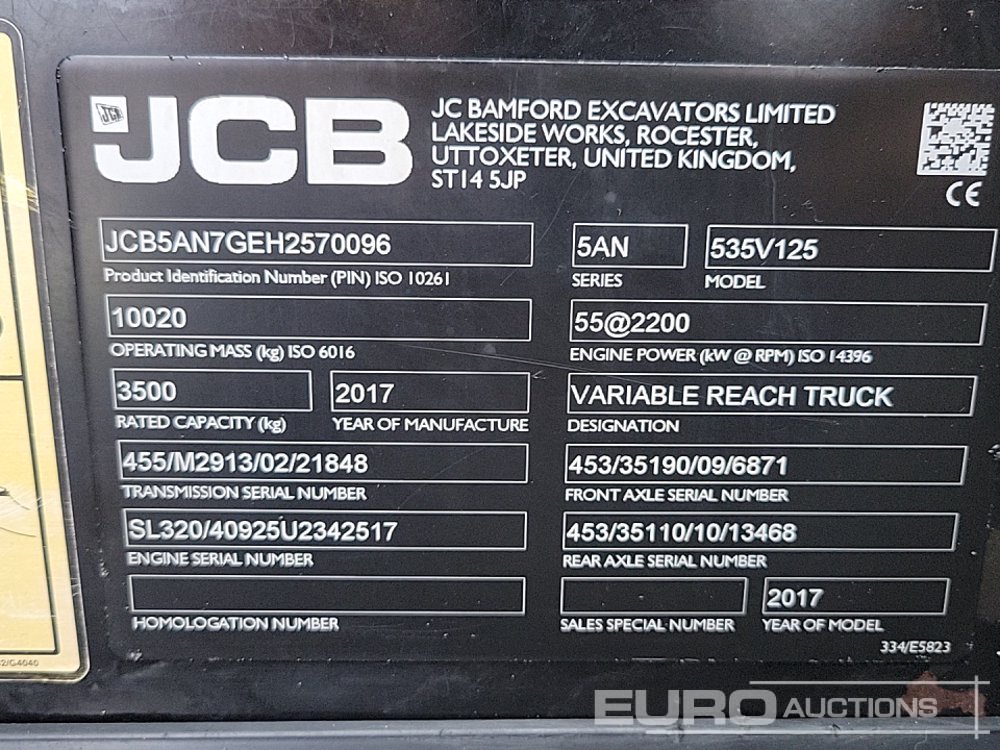 JCB
JCB
JC BAMFORD EXCAVATORS LIMITED
LAKESIDE WORKS, ROCESTER,
UTTOXETER, UNITED KINGDOM,
ST14 5JP
CE
JCB5AN7GEH2570096
Product Identification Number (PIN) ISO 10261
5AN
SERIES
535V125
MODEL
10020
OPERATING MASS (kg) ISO 6016
55@2200
ENGINE POWER (kW @ RPM) ISO 14396
3500
RATED CAPACITY (kg)
2017
YEAR OF MANUFACTURE
VARIABLE REACH TRUCK
DESIGNATION
455/M2913/02/21848
TRANSMISSION SERIAL NUMBER
453/35190/09/6871
FRONT AXLE SERIAL NUMBER
SL320/40925U2342517
ENGINE SERIAL NUMBER
453/35110/10/13468
REAR AXLE SERIAL NUMBER
HOMOLOGATION NUMBER
SALES SPECIAL NUMBER
2017
YEAR OF MODEL
334/E5823
EURO AUCTIONS